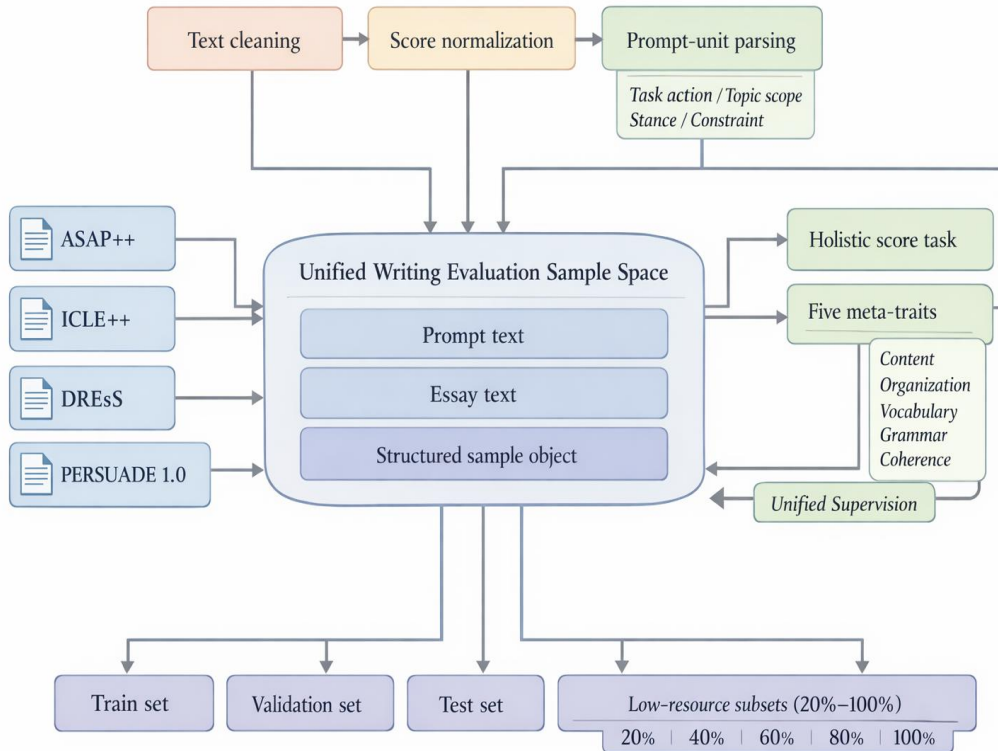 Text cleaning
Score normalization
Prompt-unit parsing
Task action / Topic scope
Stance / Constraint
ASAP++
ICLE++
DREsS
PERSUADE 1.0
Unified Writing Evaluation Sample Space
Prompt text
Essay text
Structured sample object
Holistic score task
Five meta-traits
Content
Organization
Vocabulary
Grammar
Coherence
Unified Supervision
Train set
Validation set
Test set
Low-resource subsets (20%–100%)
20% | 40% | 60% | 80% | 100%